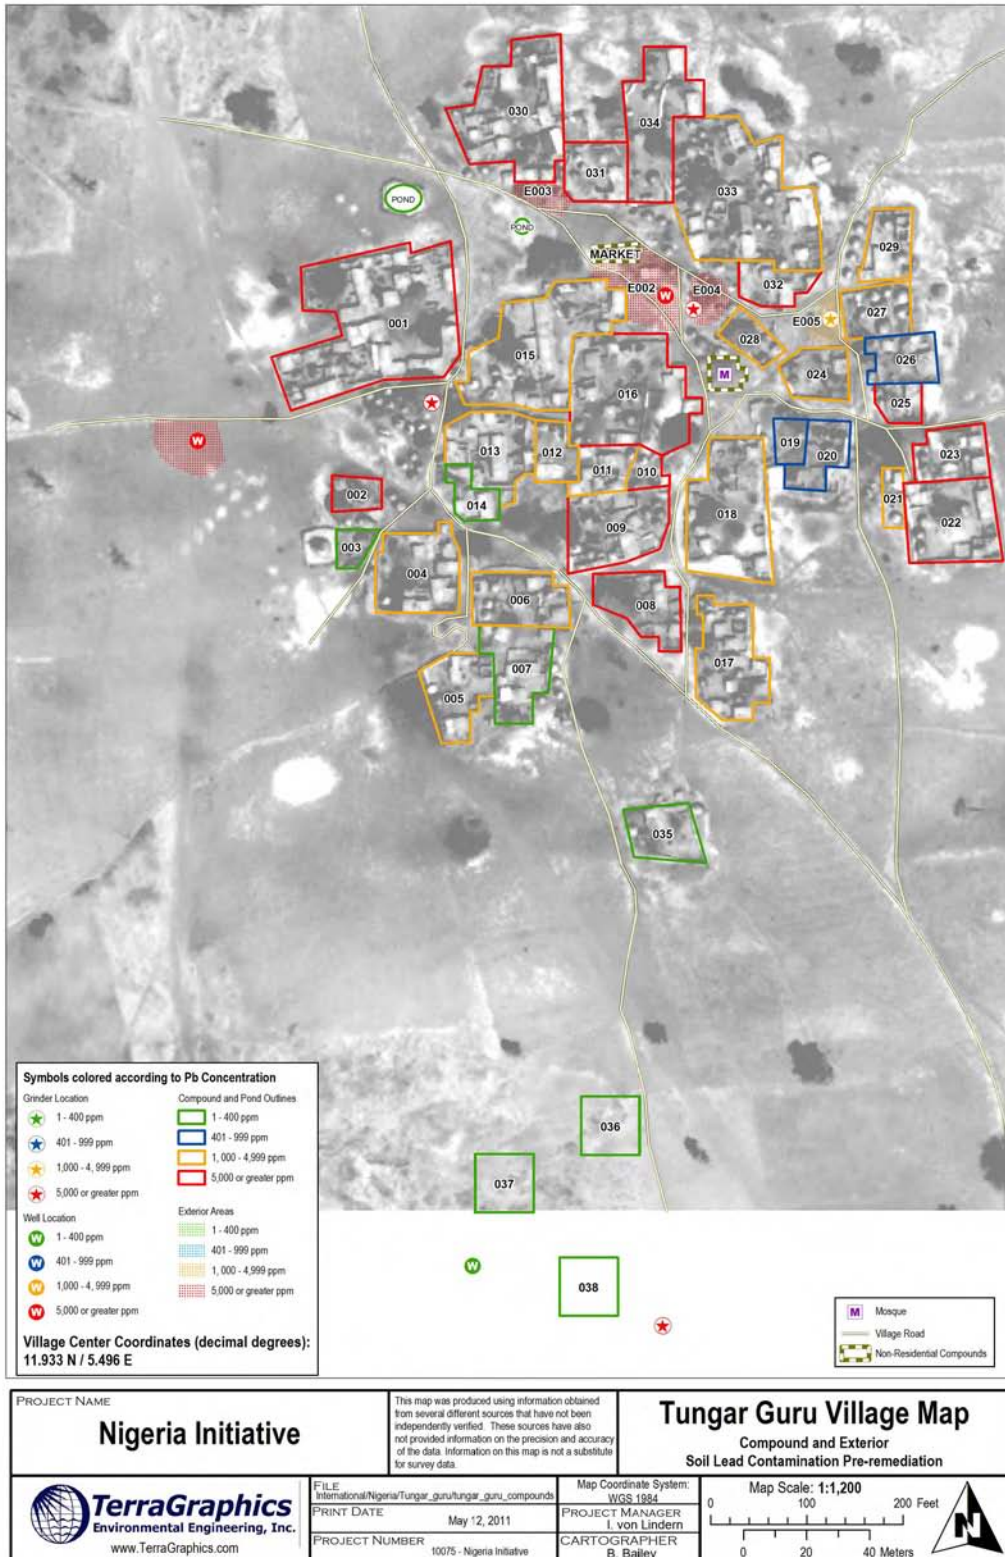 030
034
031
E003
033
POND
POND
029
MARKET
E002
W
E004
032
001
027
E005
028
015
026
M
024
016
025
W
019
020
023
013
012
011
010
002
014
021
018
022
009
003
004
006
008
007
017
005
035
036
037
W
038
Symbols colored according to Pb Concentration
Grinder Location
1 - 400 ppm
401 - 999 ppm
1,000 - 4, 999 ppm
5,000 or greater ppm
Well Location
W 1 - 400 ppm
W 401 - 999 ppm
W 1,000 - 4, 999 ppm
W 5,000 or greater ppm
Compound and Pond Outlines
1 - 400 ppm
401 - 999 ppm
1, 000 - 4,999 ppm
5,000 or greater ppm
Exterior Areas
1 - 400 ppm
401 - 999 ppm
1, 000 - 4,999 ppm
5,000 or greater ppm
Village Center Coordinates (decimal degrees):
11.933 N / 5.496 E
M Mosque
Village Road
Non-Residential Compounds
PROJECT NAME
Nigeria Initiative
This map was produced using information obtained
from several different sources that have not been
independently verified. These sources have also
not provided information on the precision and accuracy
of the data. Information on this map is not a substitute
for survey data.
Tungar Guru Village Map
Compound and Exterior
Soil Lead Contamination Pre-remediation
TerraGraphics
Environmental Engineering, Inc.
www.TerraGraphics.com
FILE
International/Nigeria/Tungar_guru/tungar_guru_compounds
PRINT DATE
May 12, 2011
PROJECT NUMBER
10075 - Nigeria Initiative
Map Coordinate System:
WGS 1984
PROJECT MANAGER
I. von Lindern
CARTOGRAPHER
B. Bailey
Map Scale: 1:1,200
0 100 200 Feet
0 20 40 Meters
N